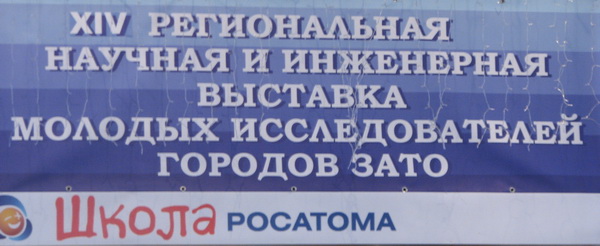 XIV РЕГИОНАЛЬНАЯ
НАУЧНАЯ И ИНЖЕНЕРНАЯ
ВЫСТАВКА
МОЛОДЫХ ИССЛЕДОВАТЕЛЕЙ
ГОРОДОВ ЗАТО
Школа РОСАТОМА